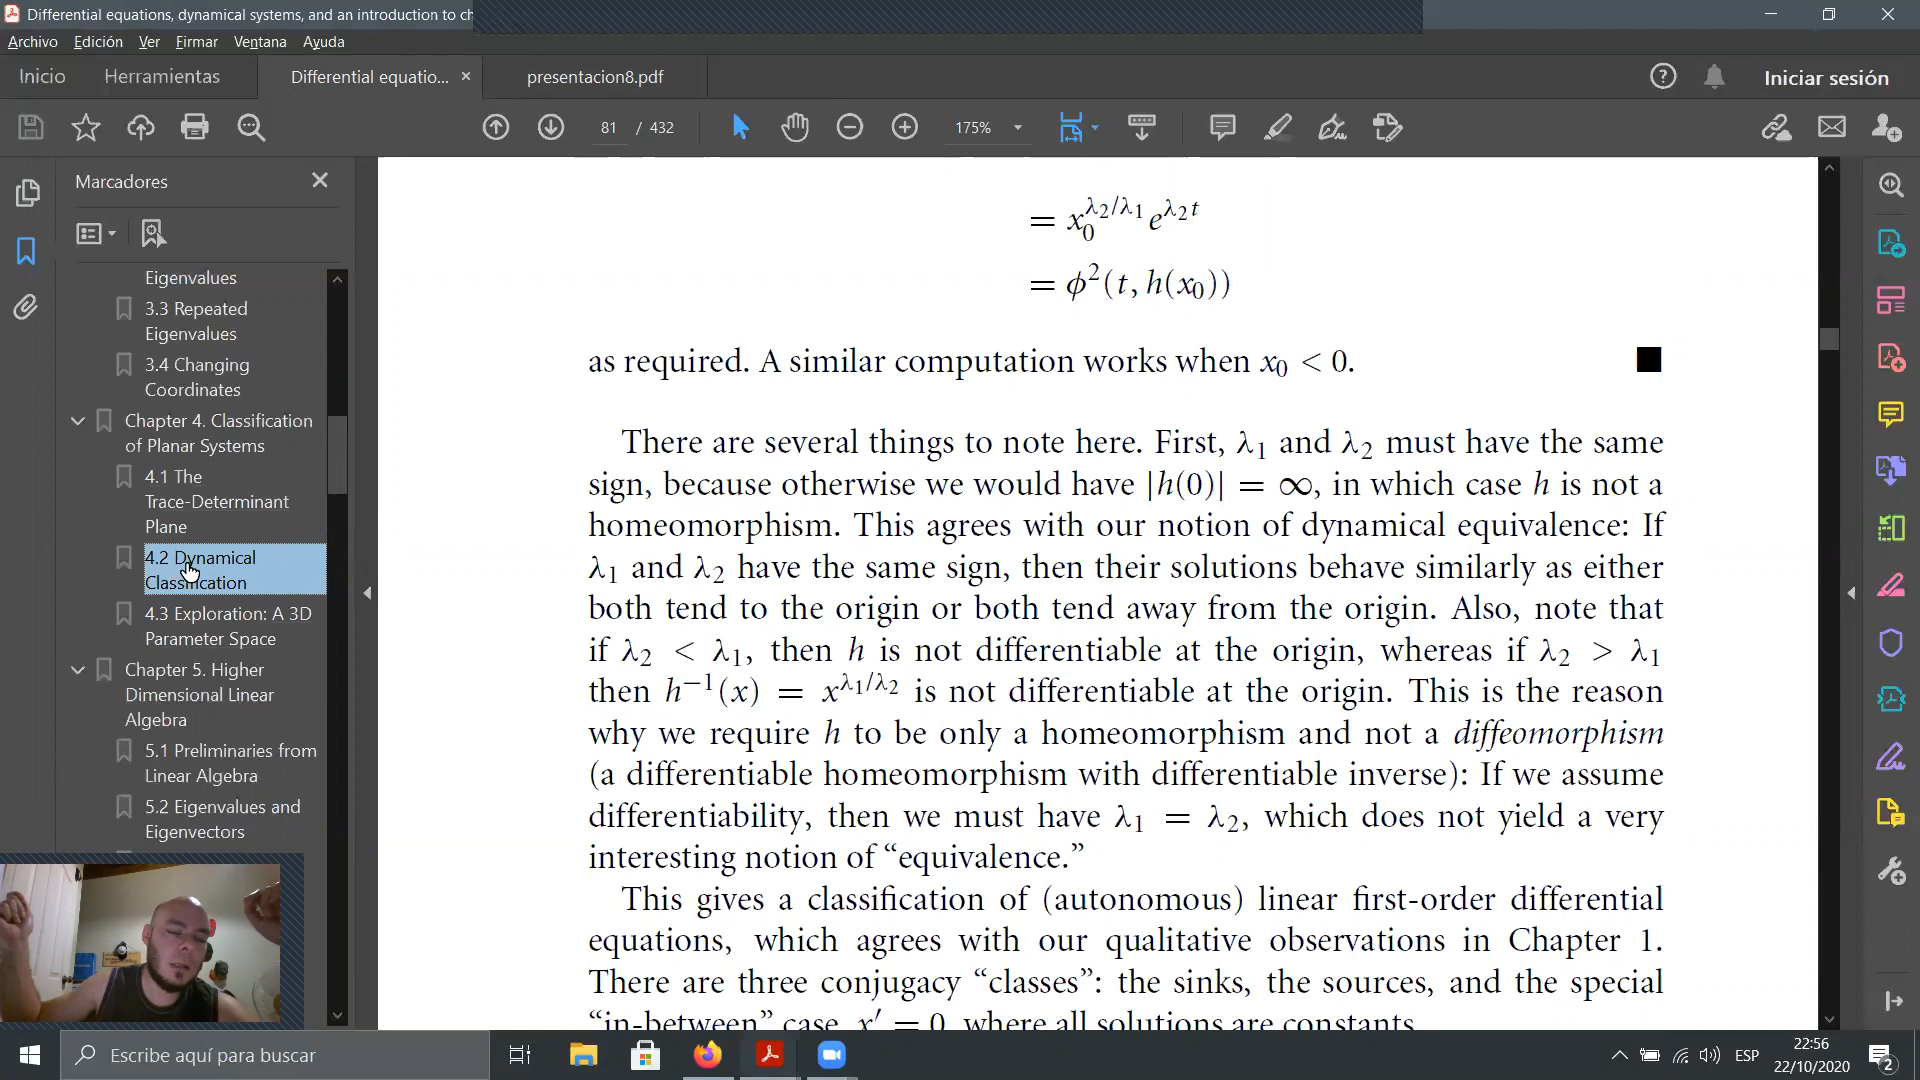 Differential equations, dynamical systems, and an introduction to ch
Archivo Edición Ver Firmar Ventana Ayuda
Inicio Herramientas Differential equatio... × presentacion8.pdf Iniciar sesión
81 / 432 175%
Marcadores
Eigenvalues
3.3 Repeated
Eigenvalues
3.4 Changing
Coordinates
Chapter 4. Classification
of Planar Systems
4.1 The
Trace-Determinant
Plane
4.2 Dynamical
Classification
4.3 Exploration: A 3D
Parameter Space
Chapter 5. Higher
Dimensional Linear
Algebra
5.1 Preliminaries from
Linear Algebra
5.2 Eigenvalues and
Eigenvectors
= x₀^{λ₂/λ₁} e^{λ₂t}
= ϕ²(t, h(x₀))
as required. A similar computation works when x₀ < 0. ■
There are several things to note here. First, λ₁ and λ₂ must have the same
sign, because otherwise we would have |h(0)| = ∞, in which case h is not a
homeomorphism. This agrees with our notion of dynamical equivalence: If
λ₁ and λ₂ have the same sign, then their solutions behave similarly as either
both tend to the origin or both tend away from the origin. Also, note that
if λ₂ < λ₁, then h is not differentiable at the origin, whereas if λ₂ > λ₁
then h⁻¹(x) = x^{λ₁/λ₂} is not differentiable at the origin. This is the reason
why we require h to be only a homeomorphism and not a diffeomorphism
(a differentiable homeomorphism with differentiable inverse): If we assume
differentiability, then we must have λ₁ = λ₂, which does not yield a very
interesting notion of “equivalence.”
This gives a classification of (autonomous) linear first-order differential
equations, which agrees with our qualitative observations in Chapter 1.
There are three conjugacy “classes”: the sinks, the sources, and the special
“in-between” case, x′ = 0, where all solutions are constants.
Escribe aquí para buscar
ESP
22:56
22/10/2020
2